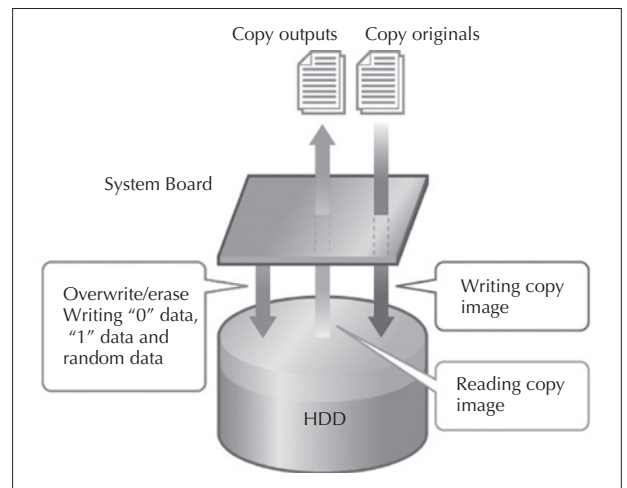 Copy outputs
Copy originals
System Board
Overwrite/erase
Writing “0” data,
“1” data and
random data
Writing copy
image
Reading copy
image
HDD